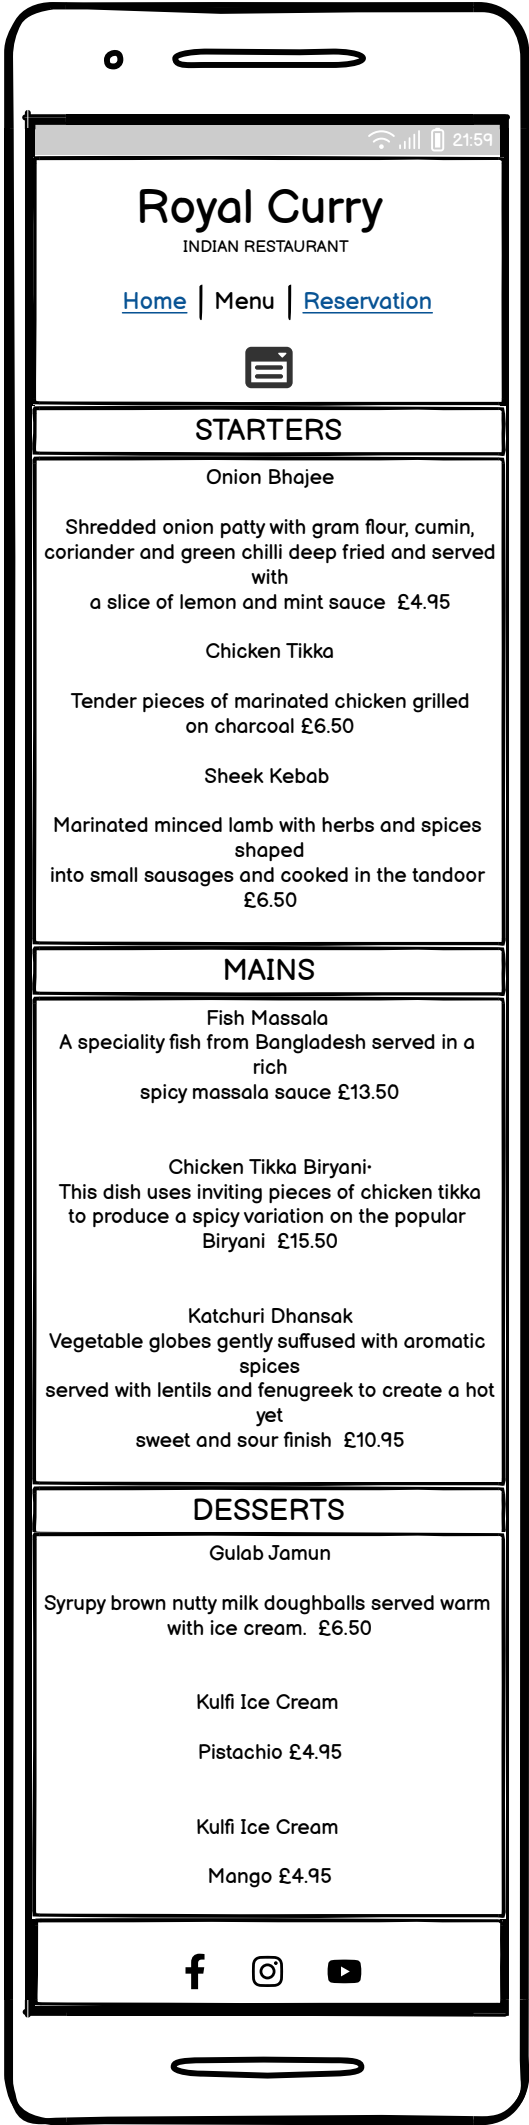 21:59
Royal Curry
INDIAN RESTAURANT
Home | Menu | Reservation
STARTERS
Onion Bhajee
Shredded onion patty with gram flour, cumin,
coriander and green chilli deep fried and served
with
a slice of lemon and mint sauce £4.95
Chicken Tikka
Tender pieces of marinated chicken grilled
on charcoal £6.50
Sheek Kebab
Marinated minced lamb with herbs and spices
shaped
into small sausages and cooked in the tandoor
£6.50
MAINS
Fish Massala
A speciality fish from Bangladesh served in a
rich
spicy massala sauce £13.50
Chicken Tikka Biryani·
This dish uses inviting pieces of chicken tikka
to produce a spicy variation on the popular
Biryani £15.50
Katchuri Dhansak
Vegetable globes gently suffused with aromatic
spices
served with lentils and fenugreek to create a hot
yet
sweet and sour finish £10.95
DESSERTS
Gulab Jamun
Syrupy brown nutty milk doughballs served warm
with ice cream. £6.50
Kulfi Ice Cream
Pistachio £4.95
Kulfi Ice Cream
Mango £4.95